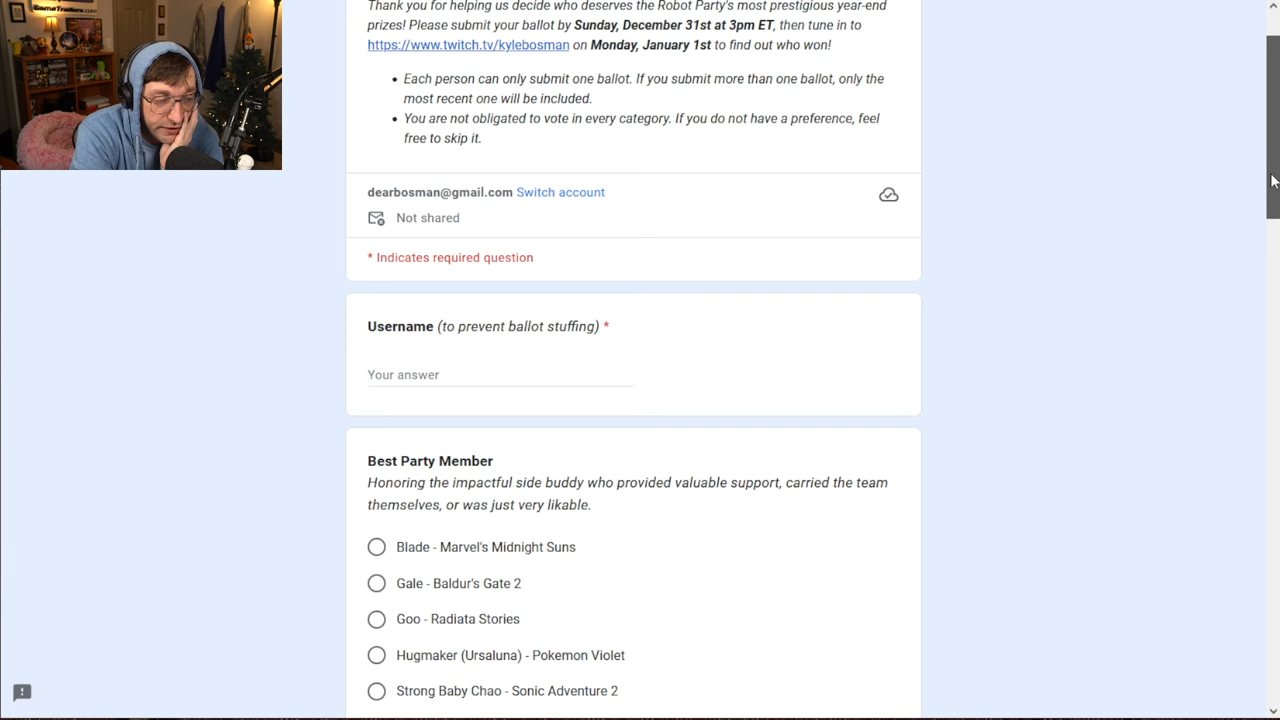 GameTrailers.com
Thank you for helping us decide who deserves the Robot Party's most prestigious year-end
prizes! Please submit your ballot by Sunday, December 31st at 3pm ET, then tune in to
https://www.twitch.tv/kylebosman on Monday, January 1st to find out who won!
• Each person can only submit one ballot. If you submit more than one ballot, only the
most recent one will be included.
• You are not obligated to vote in every category. If you do not have a preference, feel
free to skip it.
dearbosman@gmail.com Switch account
Not shared
* Indicates required question
Username (to prevent ballot stuffing) *
Your answer
Best Party Member
Honoring the impactful side buddy who provided valuable support, carried the team
themselves, or was just very likable.
Blade - Marvel's Midnight Suns
Gale - Baldur's Gate 2
Goo - Radiata Stories
Hugmaker (Ursaluna) - Pokemon Violet
Strong Baby Chao - Sonic Adventure 2